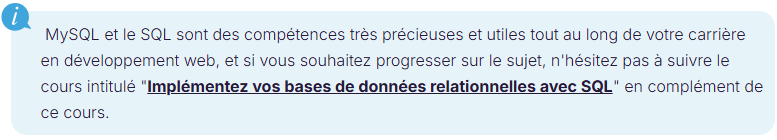 i
MySQL et le SQL sont des compétences très précieuses et utiles tout au long de votre carrière
en développement web, et si vous souhaitez progresser sur le sujet, n'hésitez pas à suivre le
cours intitulé "Implémentez vos bases de données relationnelles avec SQL" en complément de
ce cours.